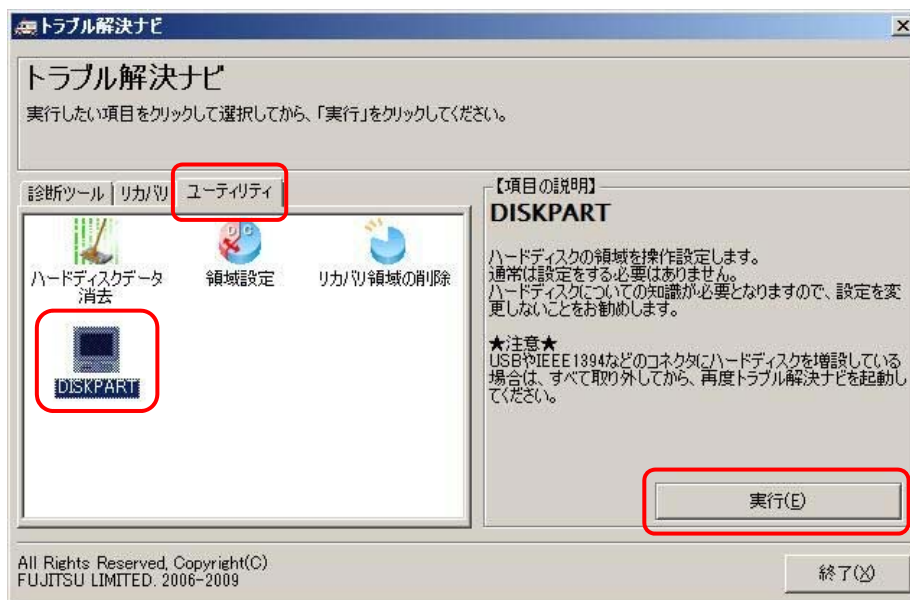 トラブル解決ナビ
トラブル解決ナビ
実行したい項目をクリックして選択してから、「実行」をクリックしてください。
診断ツール
リカバリ
ユーティリティ
ハードディスクデータ
消去
領域設定
リカバリ領域の削除
DISKPART
【項目の説明】
DISKPART
ハードディスクの領域を操作設定します。
通常は設定をする必要はありません。
ハードディスクについての知識が必要となりますので、設定を変
更しないことをお勧めします。
★注意★
USBやIEEE1394などのコネクタにハードディスクを増設している
場合は、すべて取り外してから、再度トラブル解決ナビを起動し
てください。
実行(E)
All Rights Reserved, Copyright(C)
FUJITSU LIMITED. 2006-2009
終了(X)